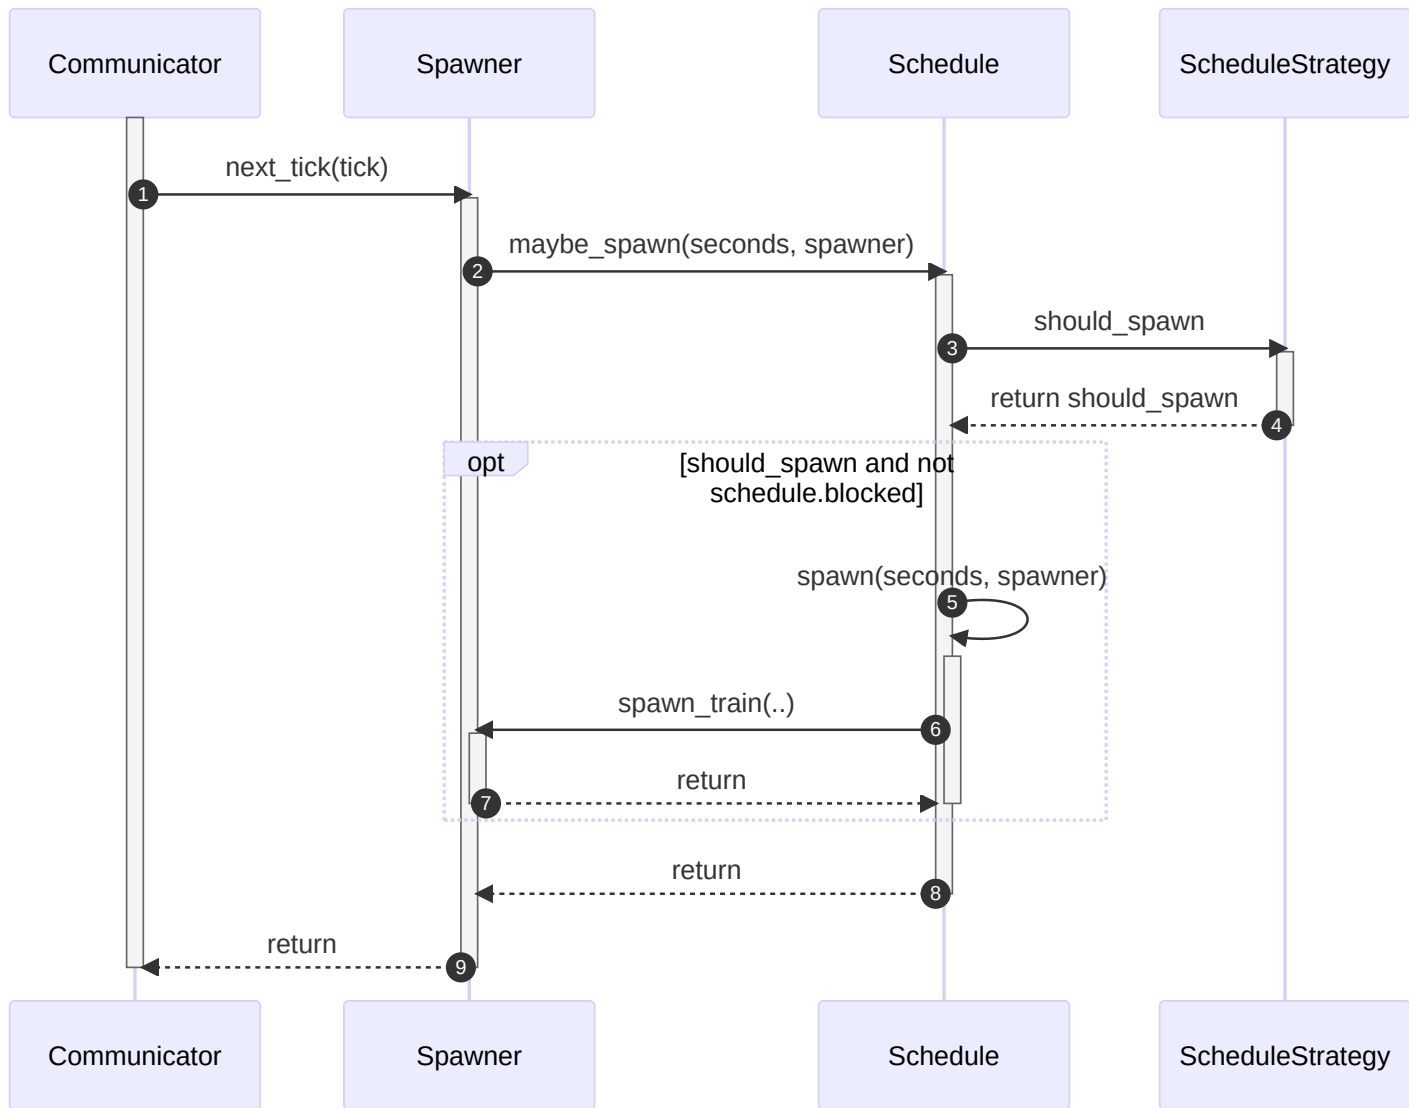 Communicator
Spawner
Schedule
ScheduleStrategy
next_tick(tick)
1
maybe_spawn(seconds, spawner)
2
should_spawn
3
return should_spawn
4
opt
[should_spawn and not
schedule.blocked]
spawn(seconds, spawner)
5
spawn_train(..)
6
return
7
return
8
return
9
Communicator
Spawner
Schedule
ScheduleStrategy